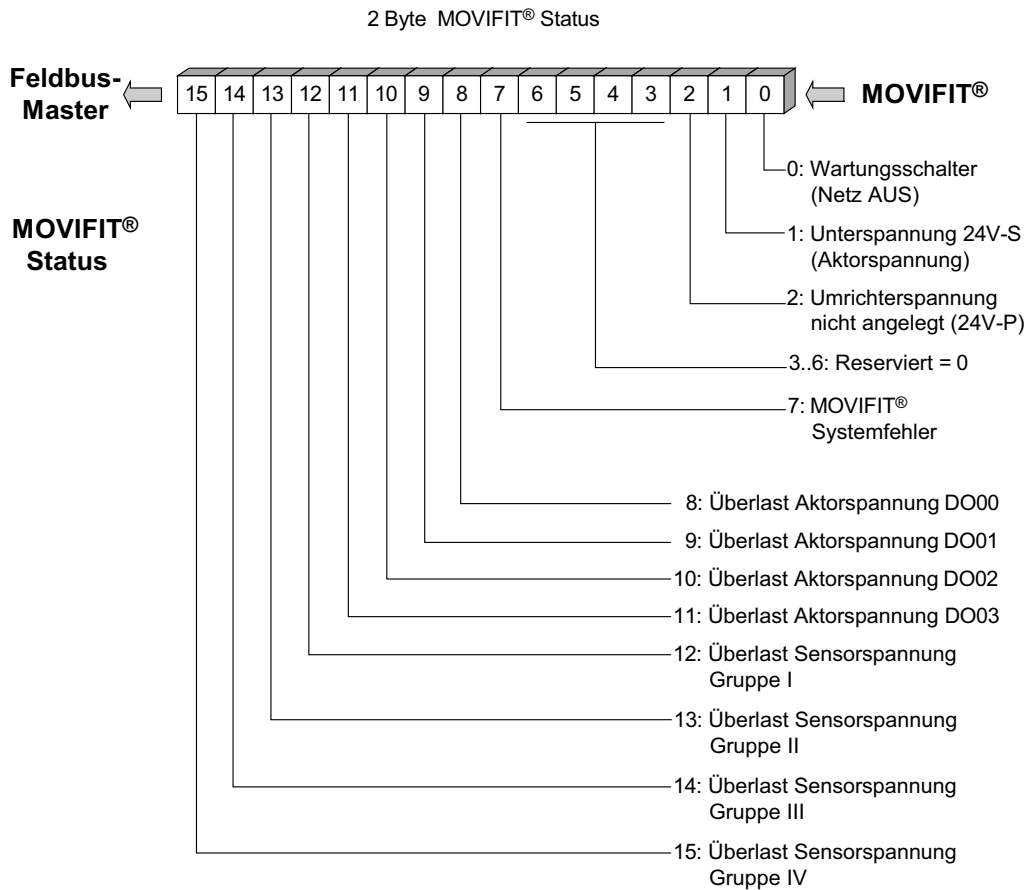 2 Byte MOVIFIT® Status
Feldbus-
Master
15 14 13 12 11 10 9 8 7 6 5 4 3 2 1 0
MOVIFIT®
MOVIFIT®
Status
0: Wartungsschalter
(Netz AUS)
1: Unterspannung 24V-S
(Aktorspannung)
2: Umrichterspannung
nicht angelegt (24V-P)
3..6: Reserviert = 0
7: MOVIFIT®
Systemfehler
8: Überlast Aktorspannung DO00
9: Überlast Aktorspannung DO01
10: Überlast Aktorspannung DO02
11: Überlast Aktorspannung DO03
12: Überlast Sensorspannung
Gruppe I
13: Überlast Sensorspannung
Gruppe II
14: Überlast Sensorspannung
Gruppe III
15: Überlast Sensorspannung
Gruppe IV